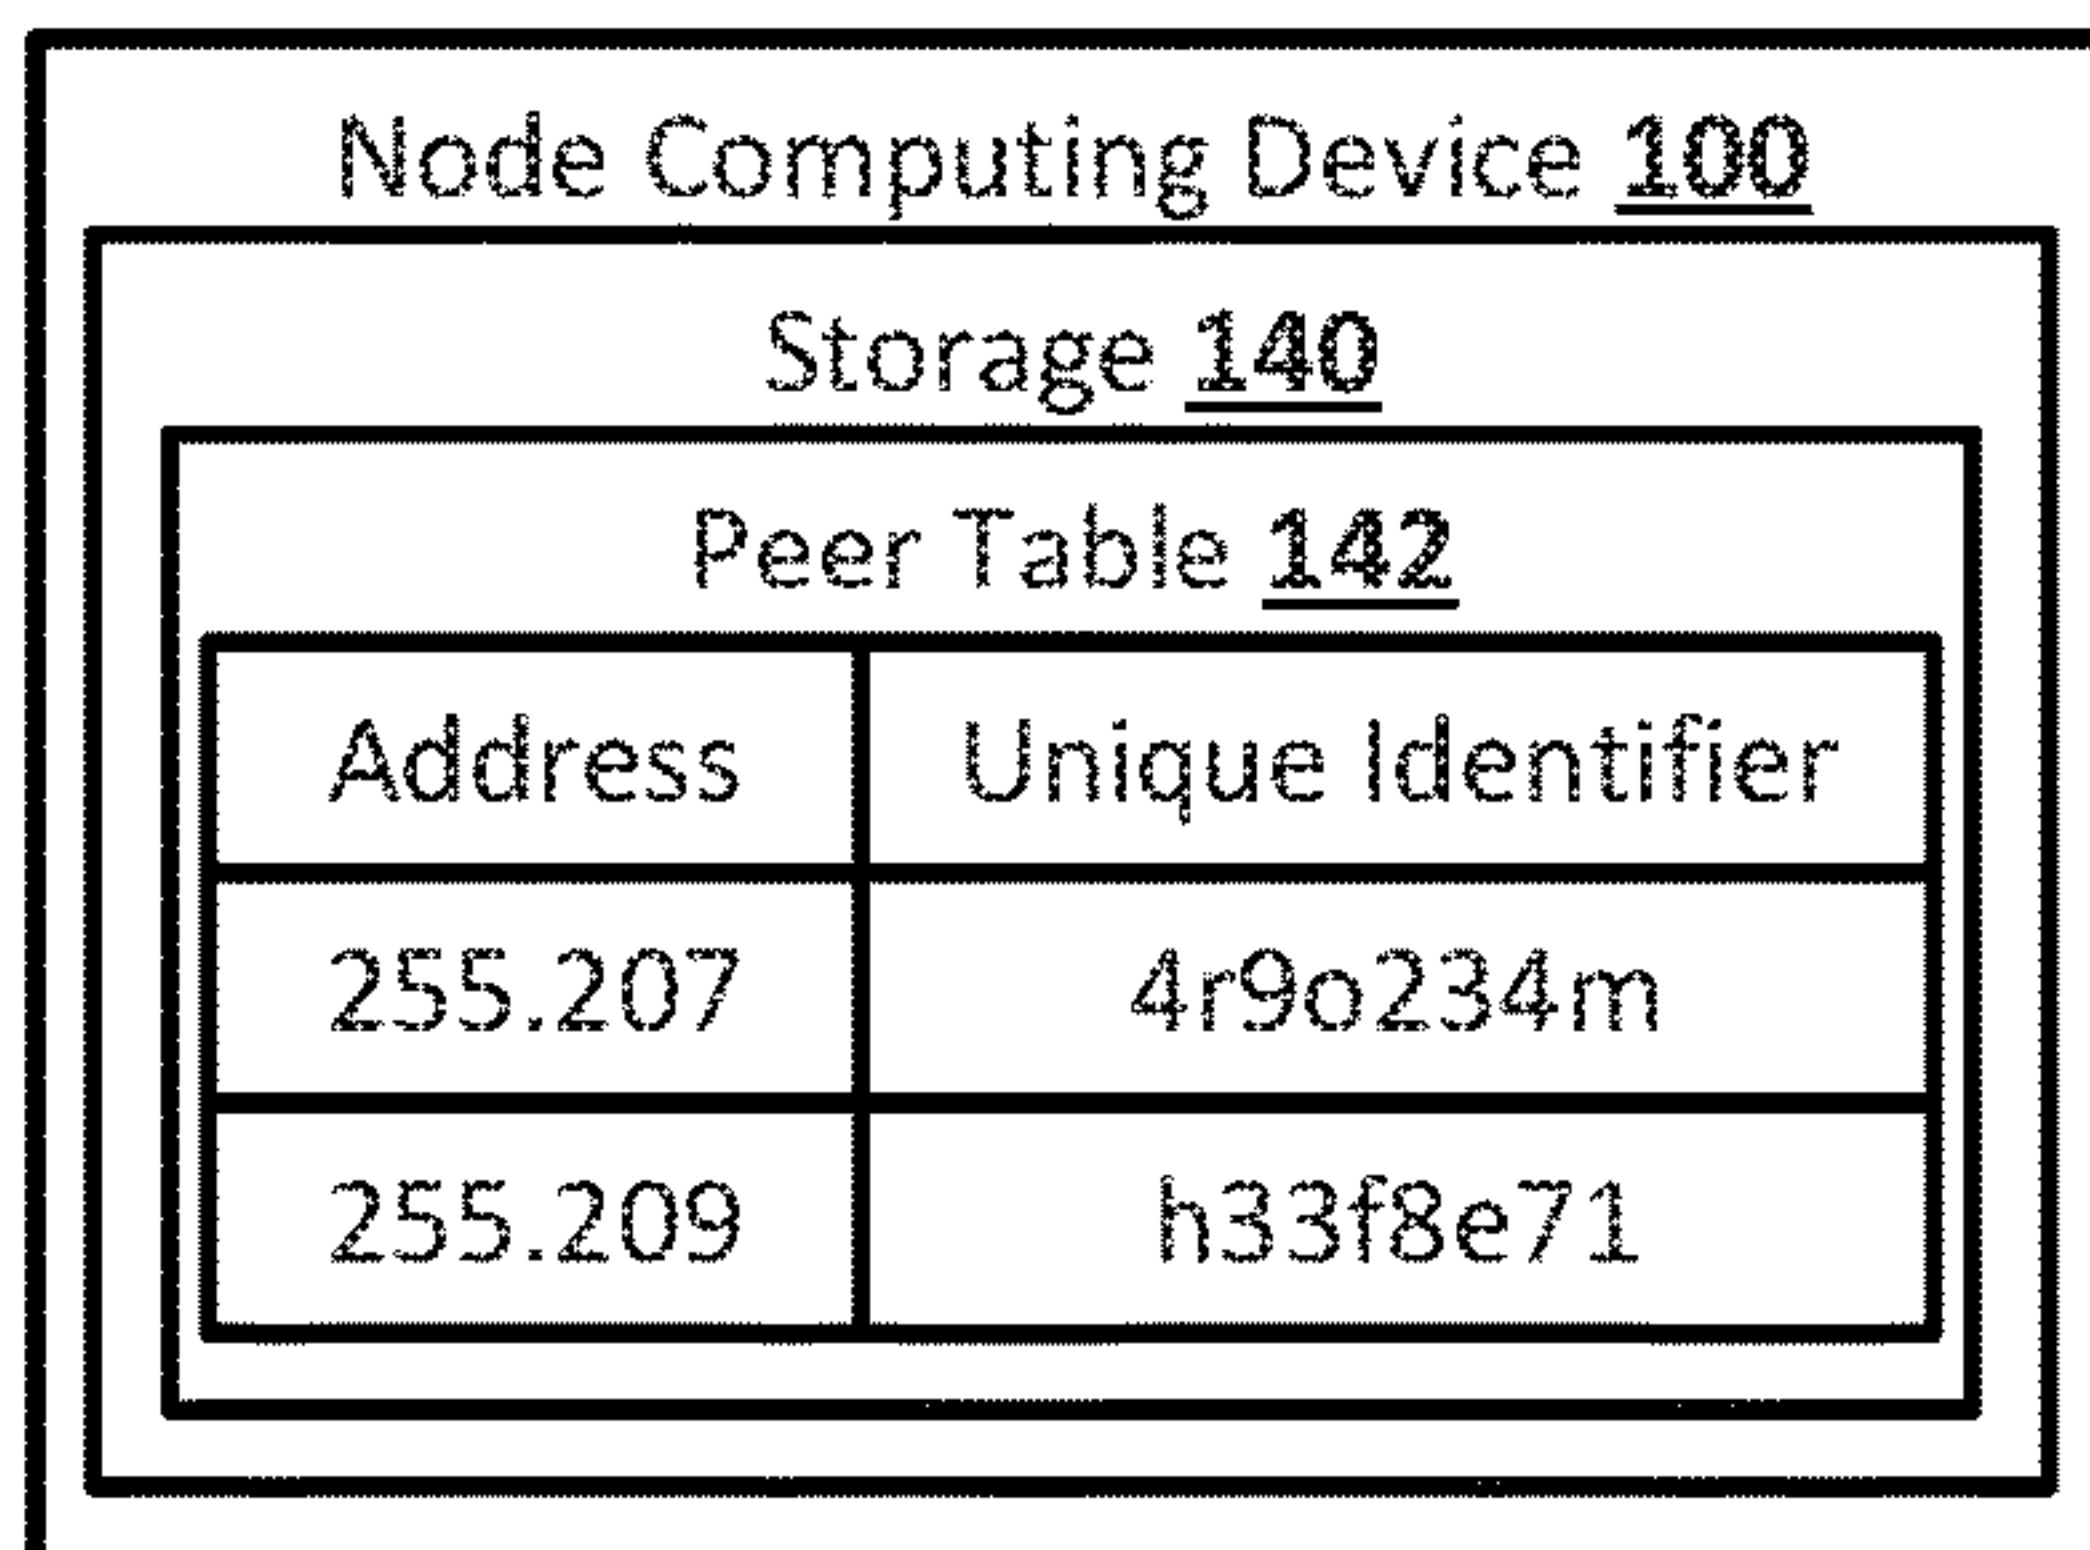 Node Computing Device 100
Storage 140
Peer Table 142
Address Unique Identifier
255.207 4r9o234m
255.209 h33f8e71